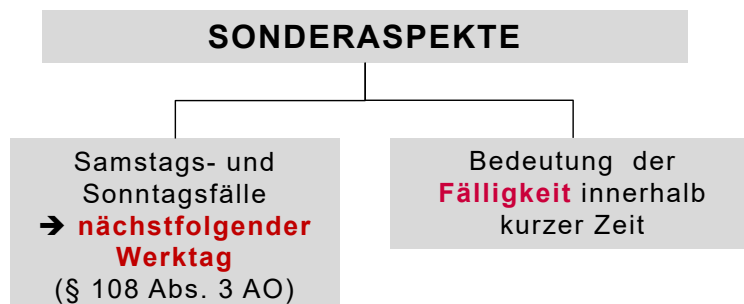 SONDERASPEKTE
Samstags- und
Sonntagsfälle
➔ nächstfolgender
Werktag
(§ 108 Abs. 3 AO)
Bedeutung der
Fälligkeit innerhalb
kurzer Zeit